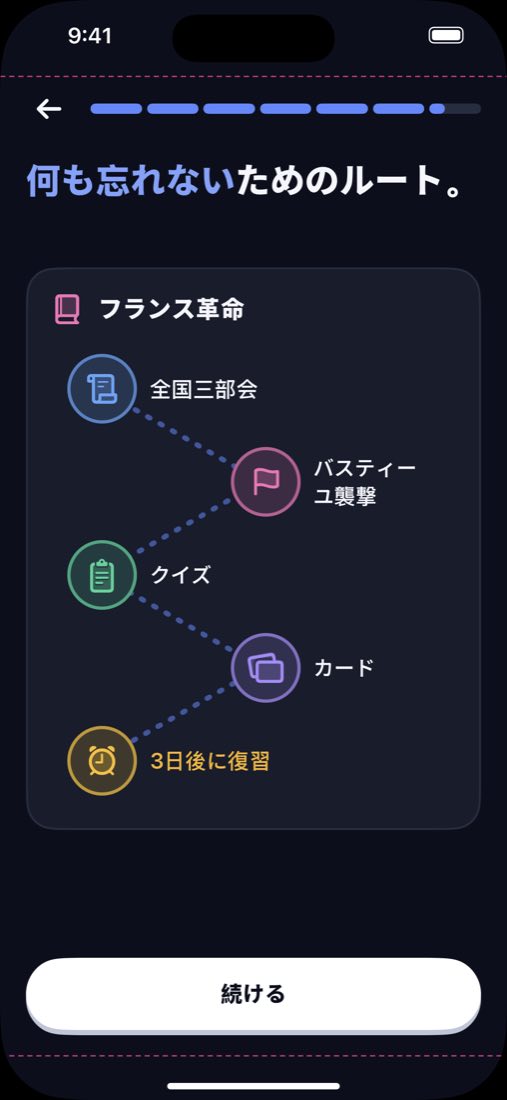 9:41
何も忘れないためのルート。
フランス革命
全国三部会
バスティー
ユ襲撃
クイズ
カード
3日後に復習
続ける